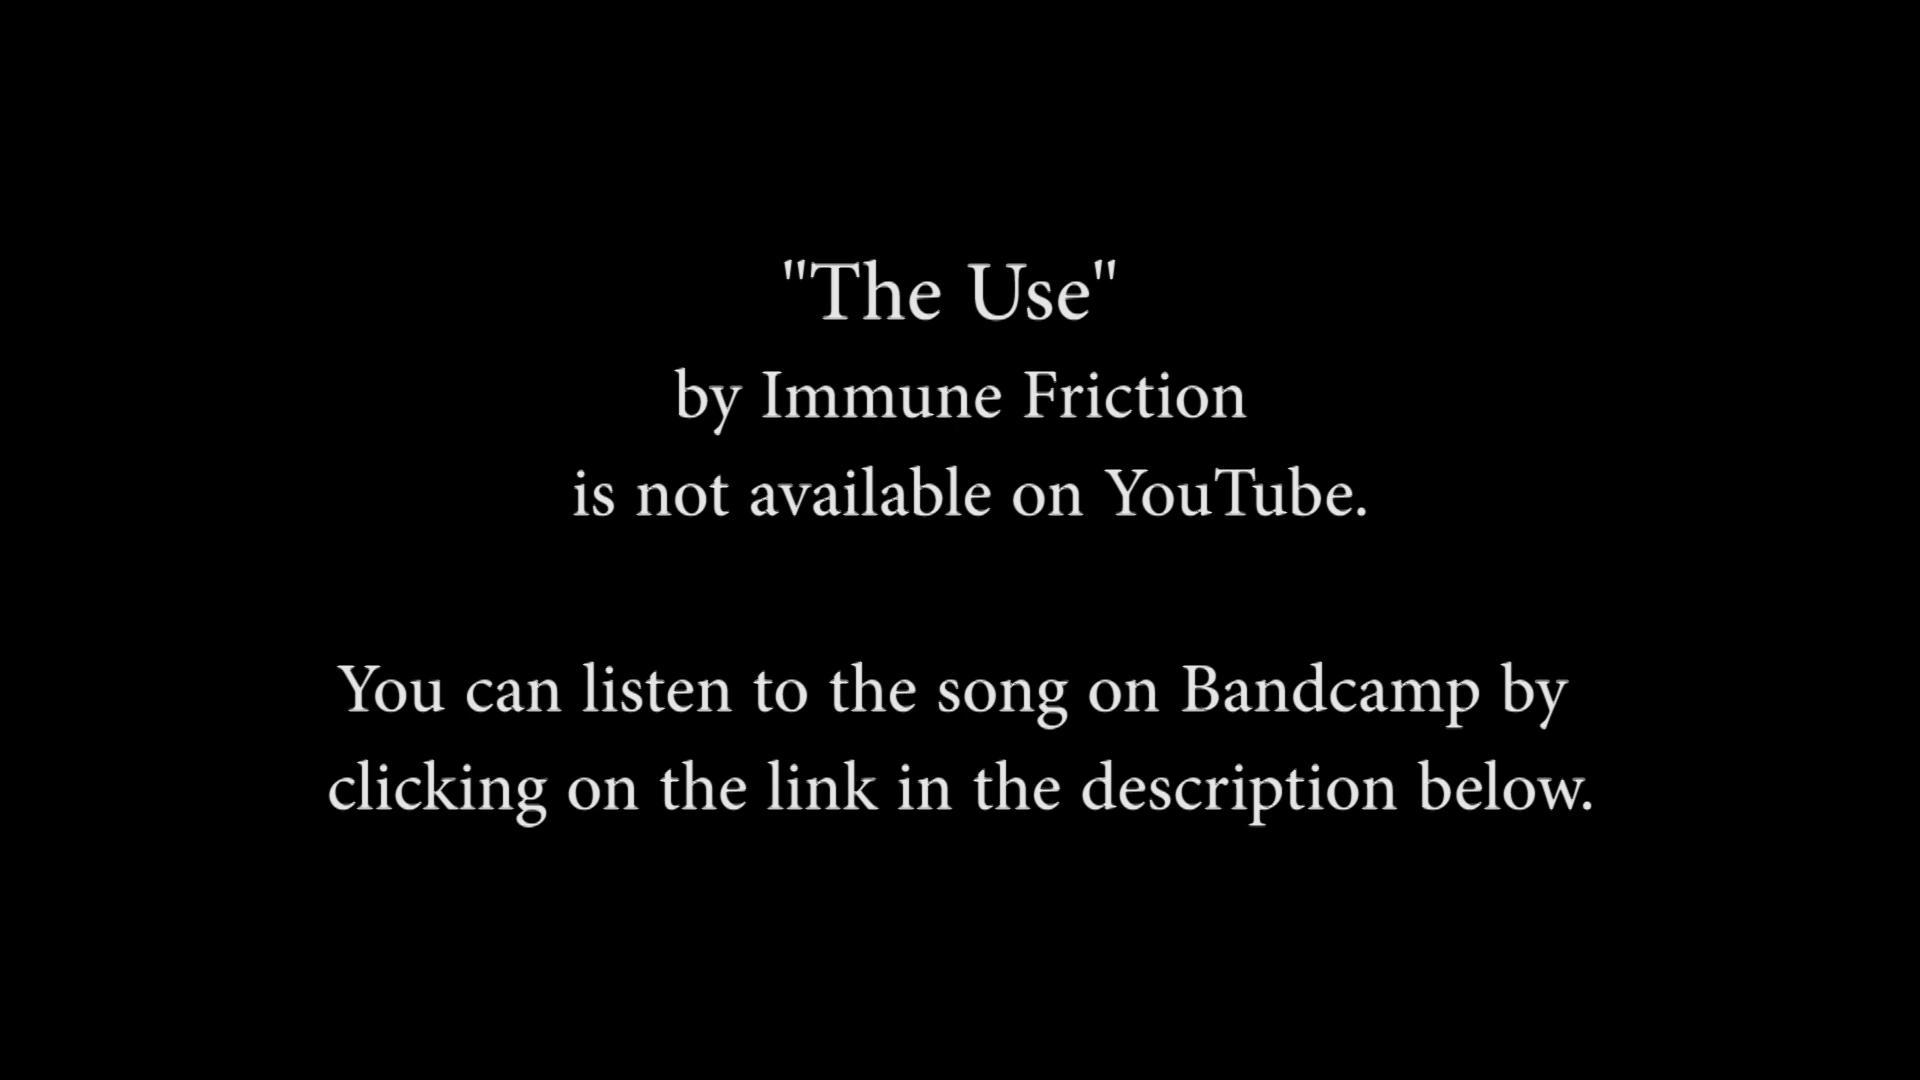 "The Use"
by Immune Friction
is not available on YouTube.
You can listen to the song on Bandcamp by
clicking on the link in the description below.